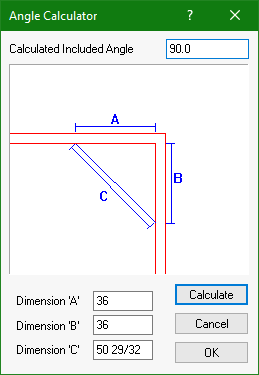 Angle Calculator ? ×
Calculated Included Angle 90.0
A
B
C
Dimension 'A' 36
Calculate
Dimension 'B' 36
Cancel
Dimension 'C' 50 29/32
OK